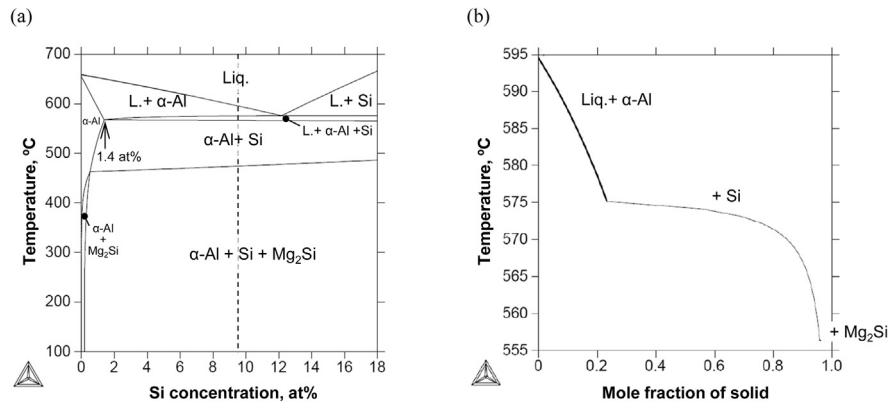 (a)
700
600
500
400
300
200
100
Temperature, ºC
Liq.
L.+ α-Al
L.+ Si
α-Al
L.+ α-Al +Si
α-Al+ Si
1.4 at%
α-Al
+
Mg₂Si
α-Al + Si + Mg₂Si
0 2 4 6 8 10 12 14 16 18
Si concentration, at%
(b)
595
590
585
580
575
570
565
560
555
Temperature, ºC
Liq.+ α-Al
+ Si
+ Mg₂Si
0 0.2 0.4 0.6 0.8 1.0
Mole fraction of solid